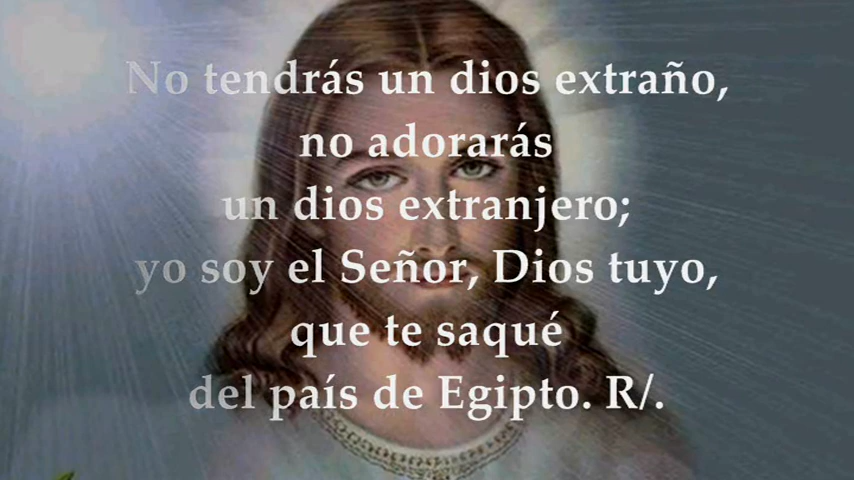 No tendrás un dios extraño,
no adorarás
un dios extranjero;
yo soy el Señor, Dios tuyo,
que te saqué
del país de Egipto. R/.